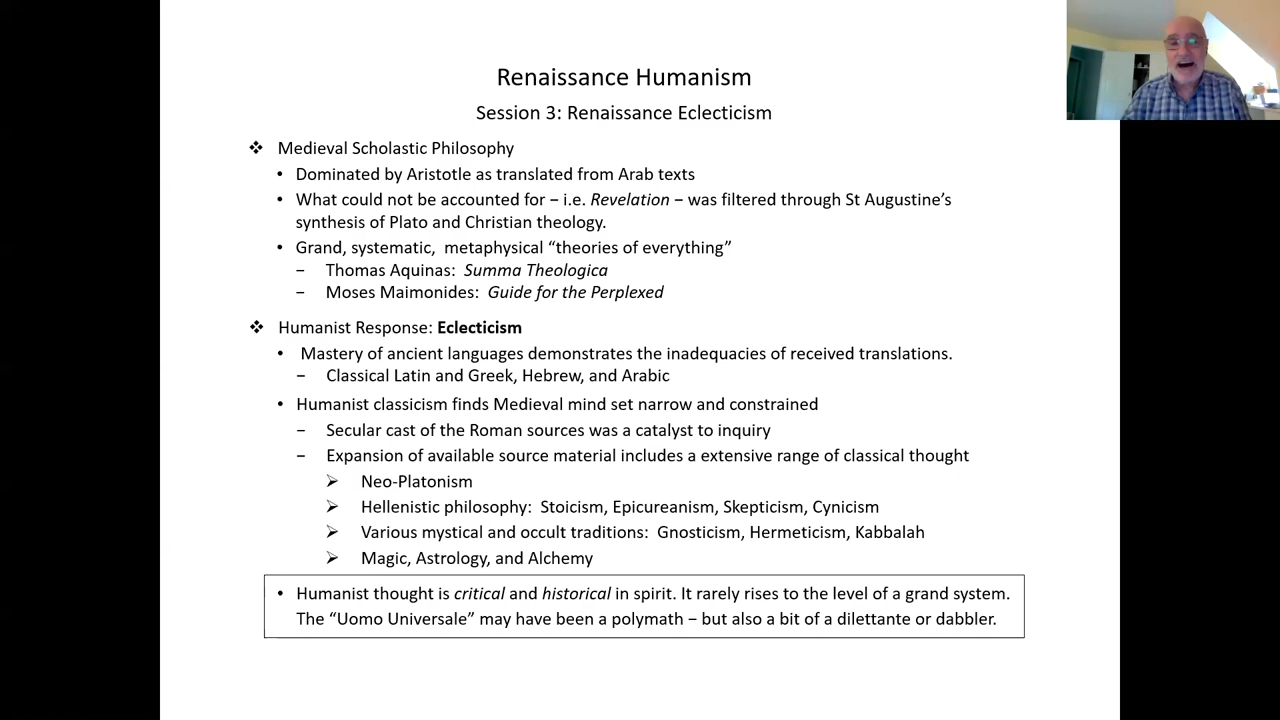 Renaissance Humanism
Session 3: Renaissance Eclecticism
❖ Medieval Scholastic Philosophy
• Dominated by Aristotle as translated from Arab texts
• What could not be accounted for – i.e. Revelation – was filtered through St Augustine’s
synthesis of Plato and Christian theology.
• Grand, systematic, metaphysical “theories of everything”
– Thomas Aquinas: Summa Theologica
– Moses Maimonides: Guide for the Perplexed
❖ Humanist Response: Eclecticism
• Mastery of ancient languages demonstrates the inadequacies of received translations.
– Classical Latin and Greek, Hebrew, and Arabic
• Humanist classicism finds Medieval mind set narrow and constrained
– Secular cast of the Roman sources was a catalyst to inquiry
– Expansion of available source material includes a extensive range of classical thought
➢ Neo-Platonism
➢ Hellenistic philosophy: Stoicism, Epicureanism, Skepticism, Cynicism
➢ Various mystical and occult traditions: Gnosticism, Hermeticism, Kabbalah
➢ Magic, Astrology, and Alchemy
• Humanist thought is critical and historical in spirit. It rarely rises to the level of a grand system.
The “Uomo Universale” may have been a polymath – but also a bit of a dilettante or dabbler.